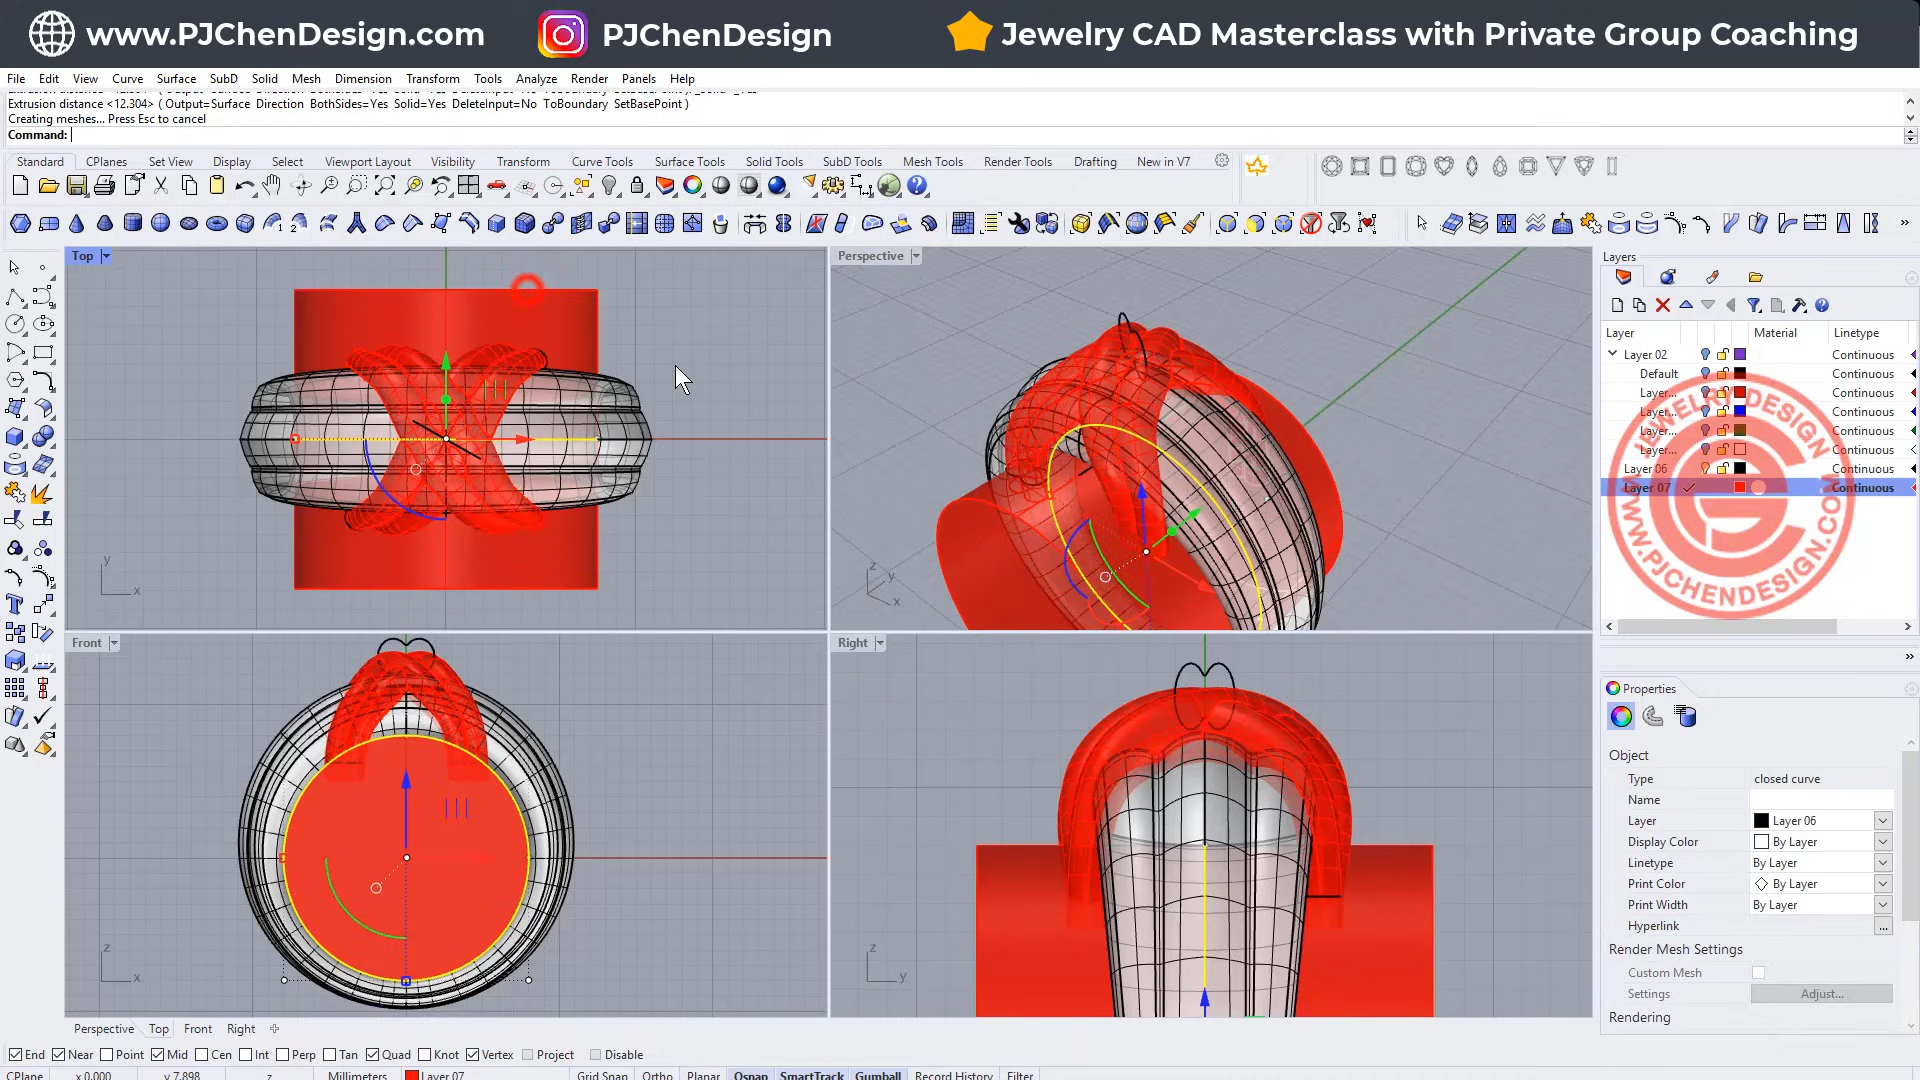 www.PJChenDesign.com PJChenDesign Jewelry CAD Masterclass with Private Group Coaching
File Edit View Curve Surface SubD Solid Mesh Dimension Transform Tools Analyze Render Panels Help
Extrusion distance <12.304> ( Output=Surface Direction BothSides=Yes Solid=Yes DeleteInput=No ToBoundary SetBasePoint )
Creating meshes... Press Esc to cancel
Command:
Standard CPlanes Set View Display Select Viewport Layout Visibility Transform Curve Tools Surface Tools Solid Tools SubD Tools Mesh Tools Render Tools Drafting New in V7
Top
Perspective
Layers
Layer Material Linetype
Layer 02 Continuous
Default Continuous
Layer... Continuous
Layer... Continuous
Layer... Continuous
Layer... Continuous
Layer 06 Continuous
Layer 07 Continuous
JEWELRY DESIGN
WWW.PJCHENDESIGN.COM
y
x
z
y
x
Front
Right
z
x
z
y
Properties
Object
Type closed curve
Name
Layer Layer 06
Display Color By Layer
Linetype By Layer
Print Color By Layer
Print Width By Layer
Hyperlink ...
Render Mesh Settings
Custom Mesh
Settings Adjust...
Rendering
Perspective Top Front Right
End Near Point Mid Cen Int Perp Tan Quad Knot Vertex Project Disable
CPlane x 0.000 y 7.898 z Millimeters Layer 07 Grid Snap Ortho Planar Osnap SmartTrack Gumball Record History Filter